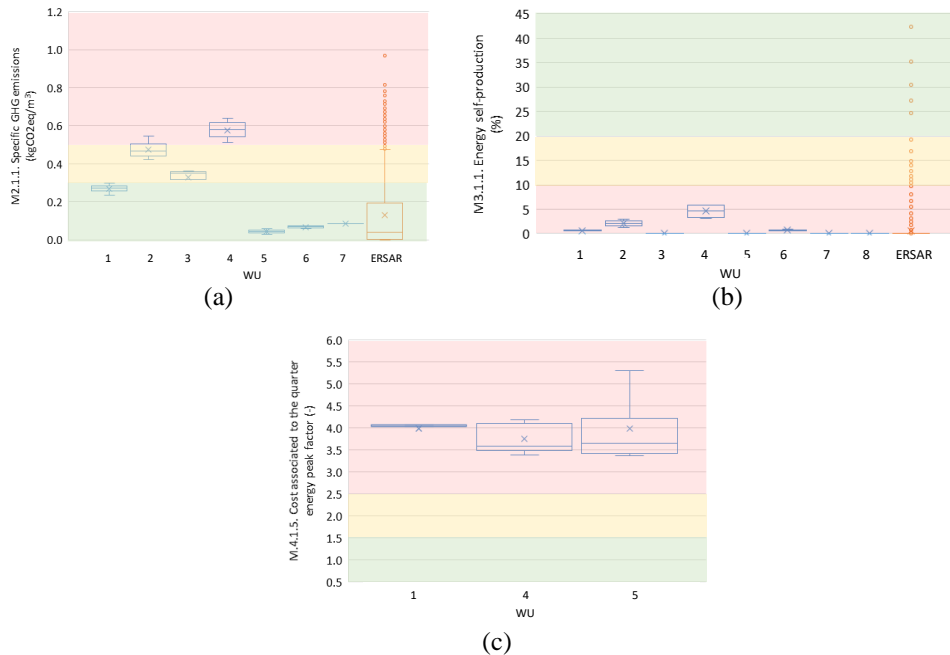 M2.1.1. Specific GHG emissions
(kgCO2eq/m³)
1.2
1.0
0.8
0.6
0.4
0.2
0.0
1 2 3 4 5 6 7 ERSAR
WU
(a)
M3.1.1. Energy self-production
(%)
45
40
35
30
25
20
15
10
5
0
1 2 3 4 5 6 7 8 ERSAR
WU
(b)
M.4.1.5. Cost associated to the quarter
energy peak factor (-)
6.0
5.5
5.0
4.5
4.0
3.5
3.0
2.5
2.0
1.5
1.0
0.5
1 4 5
WU
(c)